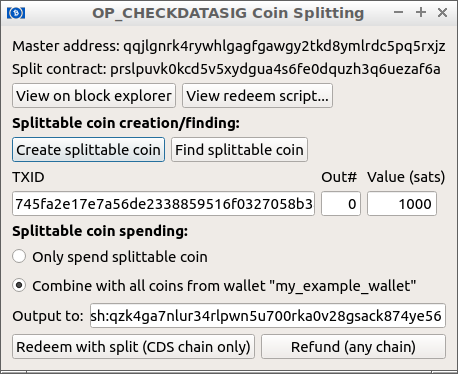 OP_CHECKDATASIG Coin Splitting
Master address: qqjlgnrk4rywhlgagfgawgy2tkd8ymlrdc5pq5rxjz
Split contract: prslpuvk0kcd5v5xydgua4s6fe0dquzh3q6uezaf6a
View on block explorer View redeem script...
Splittable coin creation/finding:
Create splittable coin Find splittable coin
TXID Out# Value (sats)
745fa2e17e7a56de2338859516f0327058b3 0 1000
Splittable coin spending:
Only spend splittable coin
Combine with all coins from wallet "my_example_wallet"
Output to: sh:qzk4ga7nlur34rlpwn5u700rka0v28gsack874ye56
Redeem with split (CDS chain only) Refund (any chain)